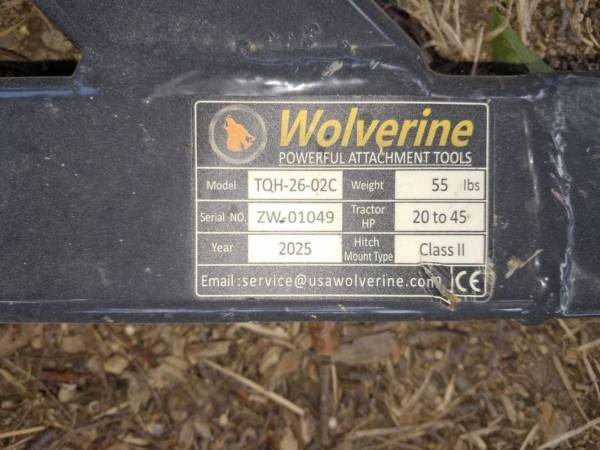 Wolverine
POWERFUL ATTACHMENT TOOLS
Model TQH-26-02C Weight 55 lbs
Serial NO. ZW-01049 Tractor HP 20 to 45
Year 2025 Hitch Mount Type Class II
Email:service@usawolverine.com CE